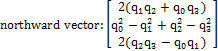 northward vector: [ 2(q₁q₂ + q₀q₃)
q₀² − q₁² + q₂² − q₃²
2(q₂q₃ − q₀q₁) ]